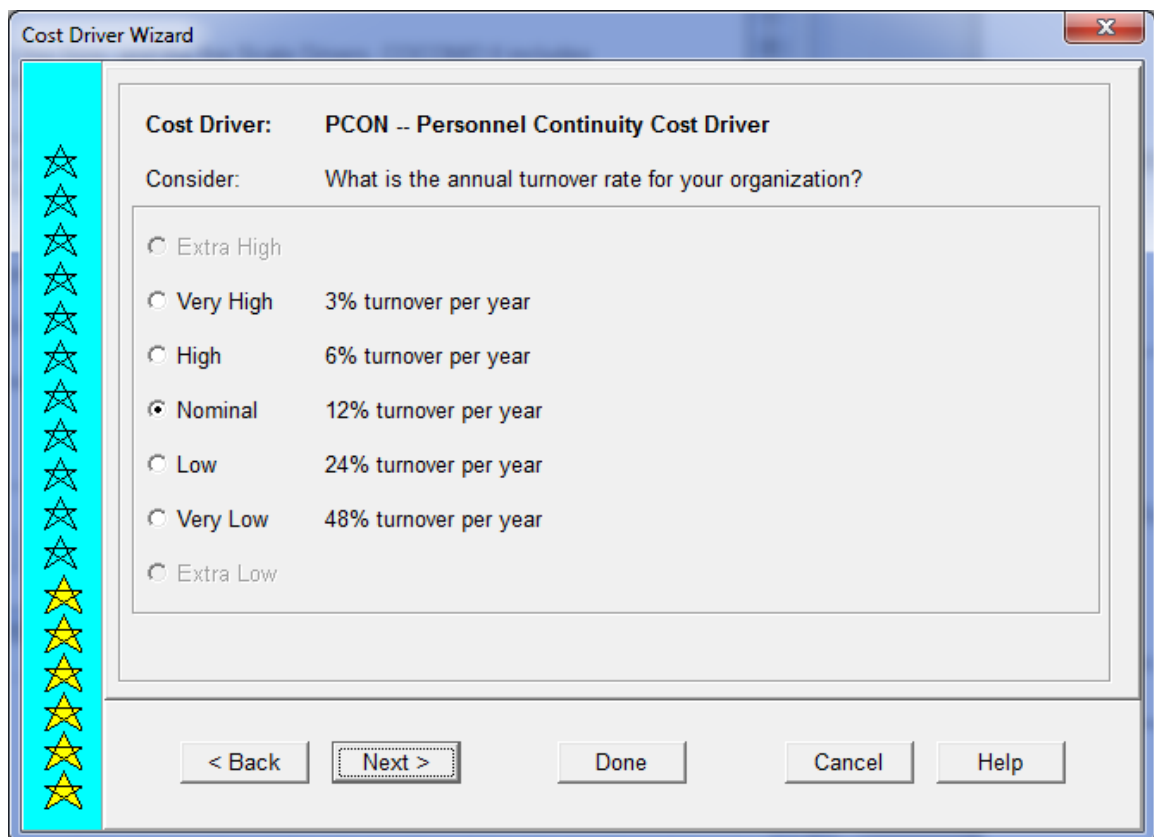 Cost Driver Wizard
Cost Driver: PCON -- Personnel Continuity Cost Driver
Consider: What is the annual turnover rate for your organization?
Extra High
Very High 3% turnover per year
High 6% turnover per year
Nominal 12% turnover per year
Low 24% turnover per year
Very Low 48% turnover per year
Extra Low
< Back Next > Done Cancel Help